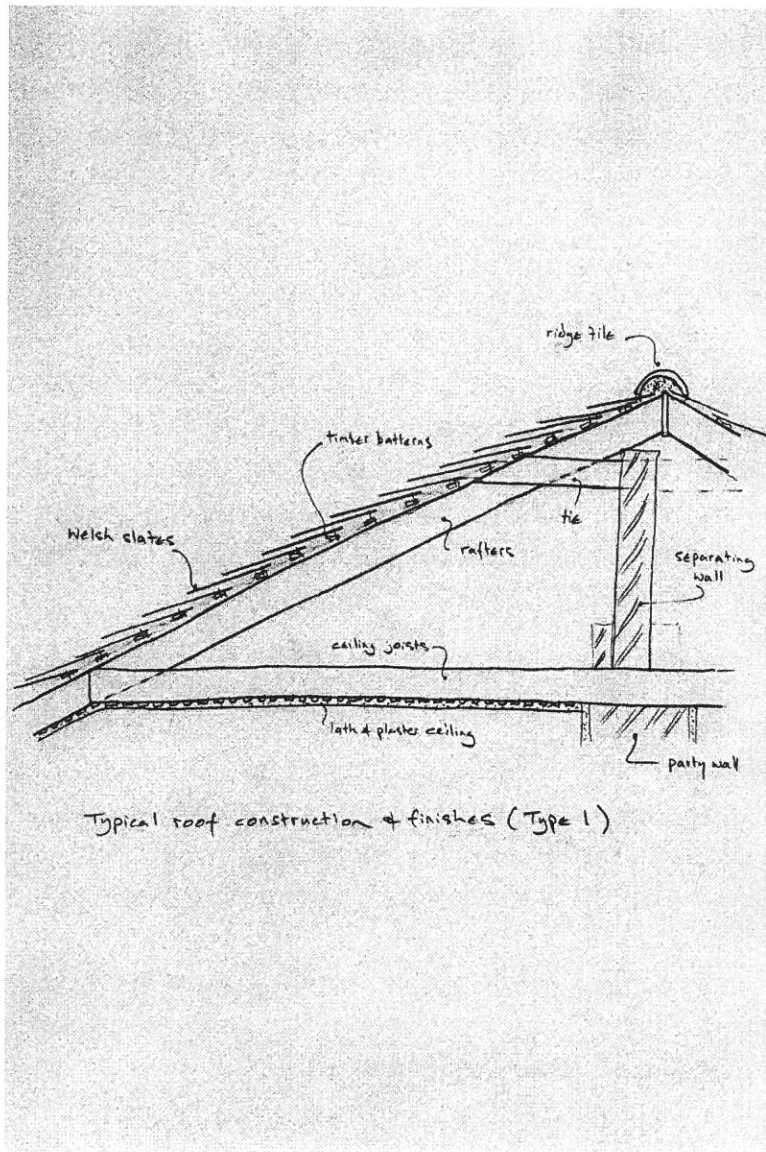 ridge tile
timber batterns
Welsh slates
rafters
tie
separating
wall
ceiling joists
lath & plaster ceiling
party wall
Typical roof construction & finishes (Type 1)